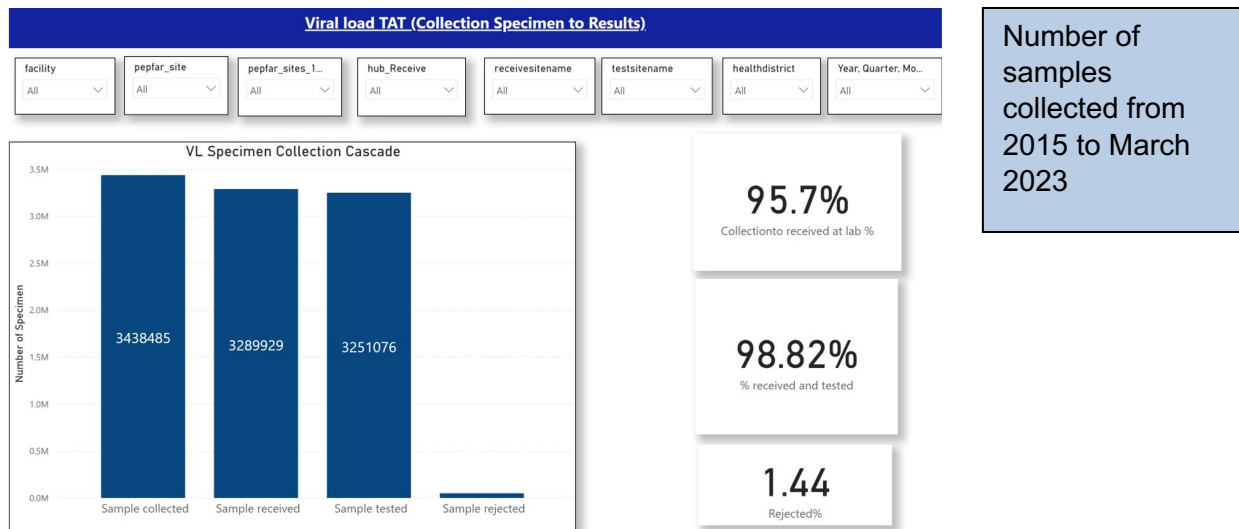 Viral load TAT (Collection Specimen to Results)
facility
All
pepfar_site
All
pepfar_sites_1...
All
hub_Receive
All
receivesitename
All
testsitename
All
healthdistrict
All
Year, Quarter, Mo...
All
Number of
samples
collected from
2015 to March
2023
VL Specimen Collection Cascade
Number of Specimen
3.5M
3.0M
2.5M
2.0M
1.5M
1.0M
0.5M
0.0M
3438485
3289929
3251076
Sample collected
Sample received
Sample tested
Sample rejected
95.7%
Collectionto received at lab %
98.82%
% received and tested
1.44
Rejected%